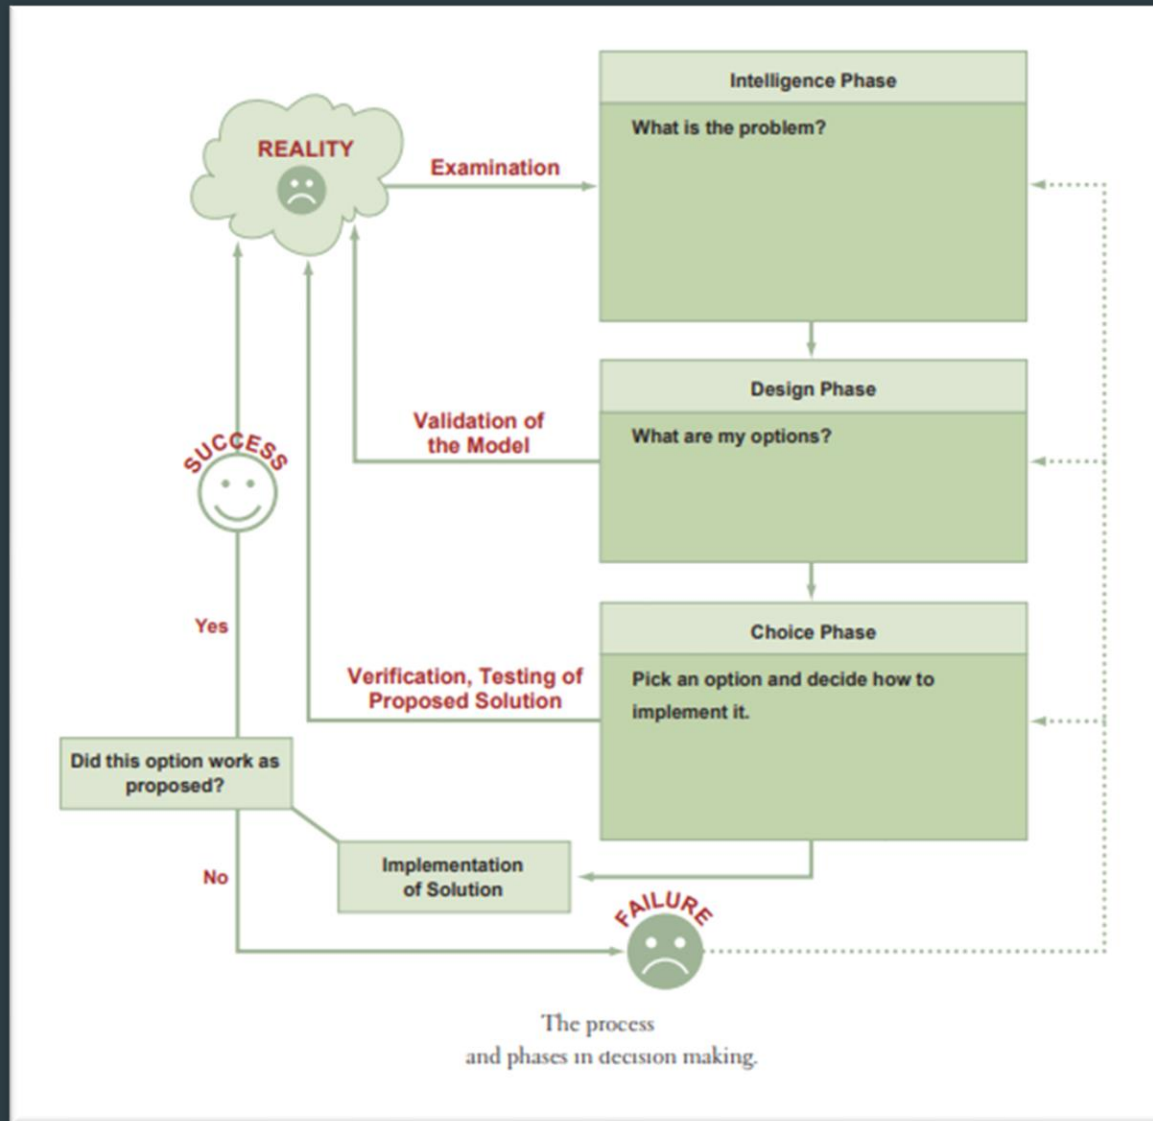 Intelligence Phase
What is the problem?
REALITY
Examination
Design Phase
What are my options?
Validation of
the Model
SUCCESS
Choice Phase
Pick an option and decide how to
implement it.
Yes
Verification, Testing of
Proposed Solution
Did this option work as
proposed?
Implementation
of Solution
No
FAILURE
The process
and phases in decision making.